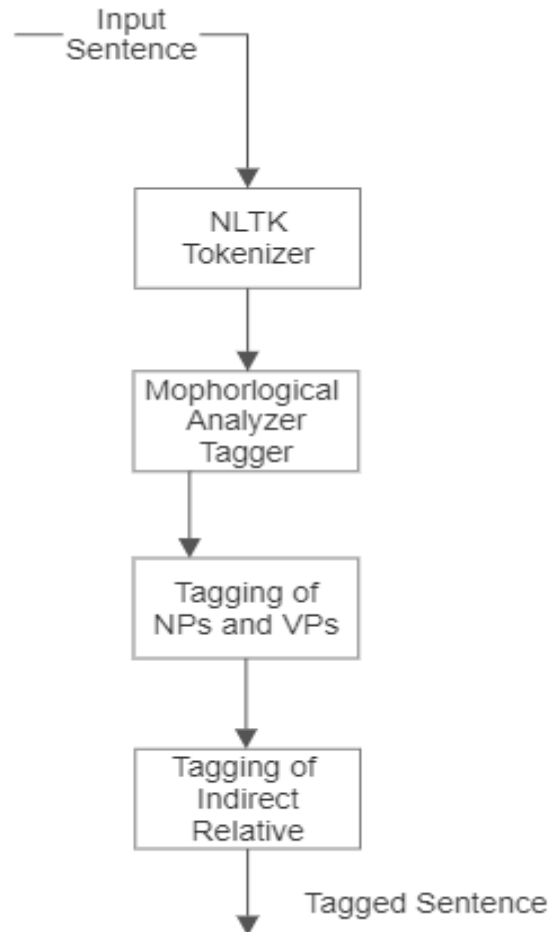 Input
Sentence
NLTK
Tokenizer
Mophorlogical
Analyzer
Tagger
Tagging of
NPs and VPs
Tagging of
Indirect
Relative
Tagged Sentence